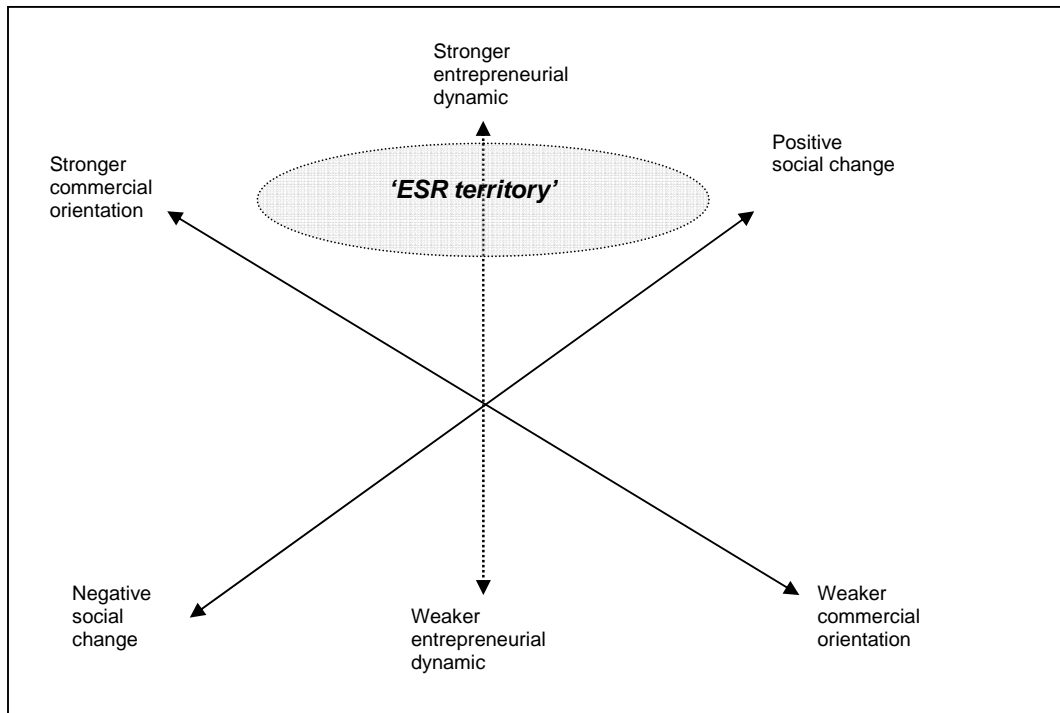 Stronger
entrepreneurial
dynamic
Stronger
commercial
orientation
Positive
social change
‘ESR territory’
Negative
social
change
Weaker
entrepreneurial
dynamic
Weaker
commercial
orientation